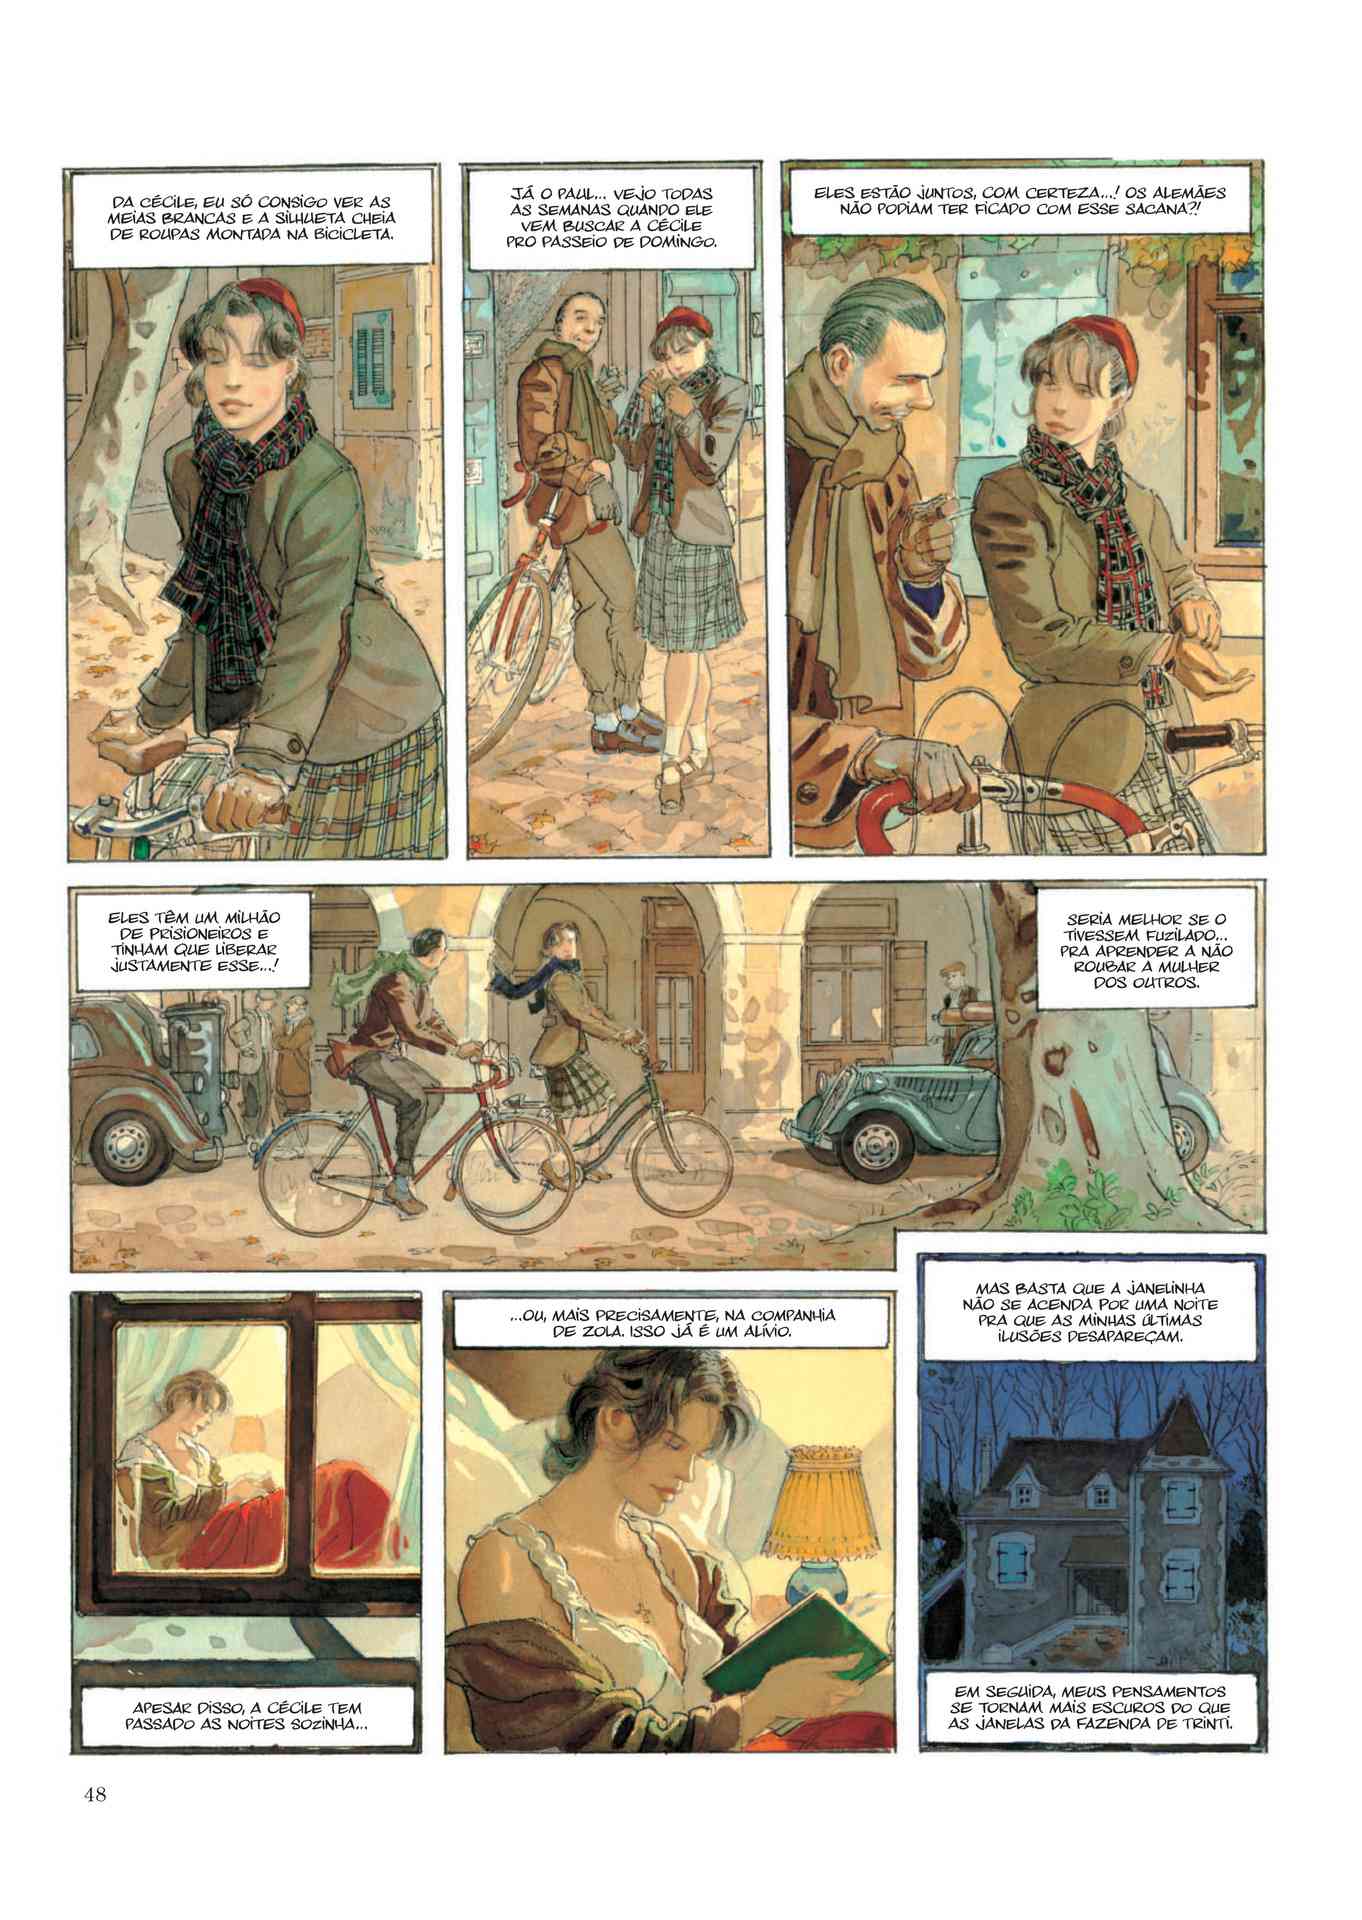 DA CÉCILE, EU SÓ CONSIGO VER AS
MEIAS BRANCAS E A SILHUETA CHEIA
DE ROUPAS MONTADA NA BICICLETA.
JÁ O PAUL... VEJO TODAS
AS SEMANAS QUANDO ELE
VEM BUSCAR A CÉCILE
PRO PASSEIO DE DOMINGO.
ELES ESTÃO JUNTOS, COM CERTEZA...! OS ALEMÃES
NÃO PODIAM TER FICADO COM ESSE SACANA?!
ELES TÊM UM MILHÃO
DE PRISIONEIROS E
TINHAM QUE LIBERAR
JUSTAMENTE ESSE...!
SERIA MELHOR SE O
TIVESSEM FUZILADO...
PRA APRENDER A NÃO
ROUBAR A MULHER
DOS OUTROS.
APESAR DISSO, A CÉCILE TEM
PASSADO AS NOITES SOZINHA...
...OU, MAIS PRECISAMENTE, NA COMPANHIA
DE ZOLA. ISSO JÁ É UM ALÍVIO.
MAS BASTA QUE A JANELINHA
NÃO SE ACENDA POR UMA NOITE
PRA QUE AS MINHAS ÚLTIMAS
ILUSÕES DESAPAREÇAM.
EM SEGUIDA, MEUS PENSAMENTOS
SE TORNAM MAIS ESCUROS DO QUE
AS JANELAS DA FAZENDA DE TRINTI.
48